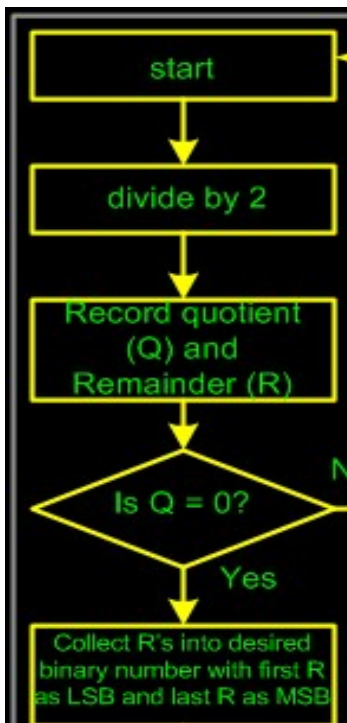 start
divide by 2
Record quotient
(Q) and
Remainder (R)
Is Q = 0?
Yes
Collect R's into desired
binary number with first R
as LSB and last R as MSB